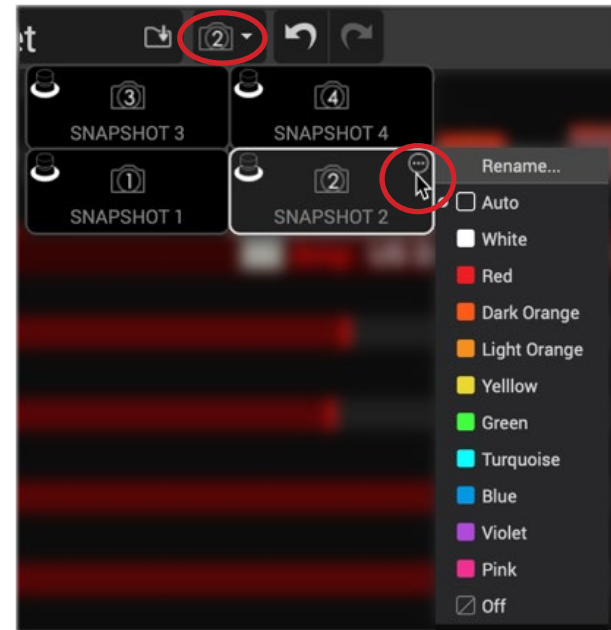 et
2
3
SNAPSHOT 3
4
SNAPSHOT 4
1
SNAPSHOT 1
2
SNAPSHOT 2
Rename...
Auto
White
Red
Dark Orange
Light Orange
Yelllow
Green
Turquoise
Blue
Violet
Pink
Off